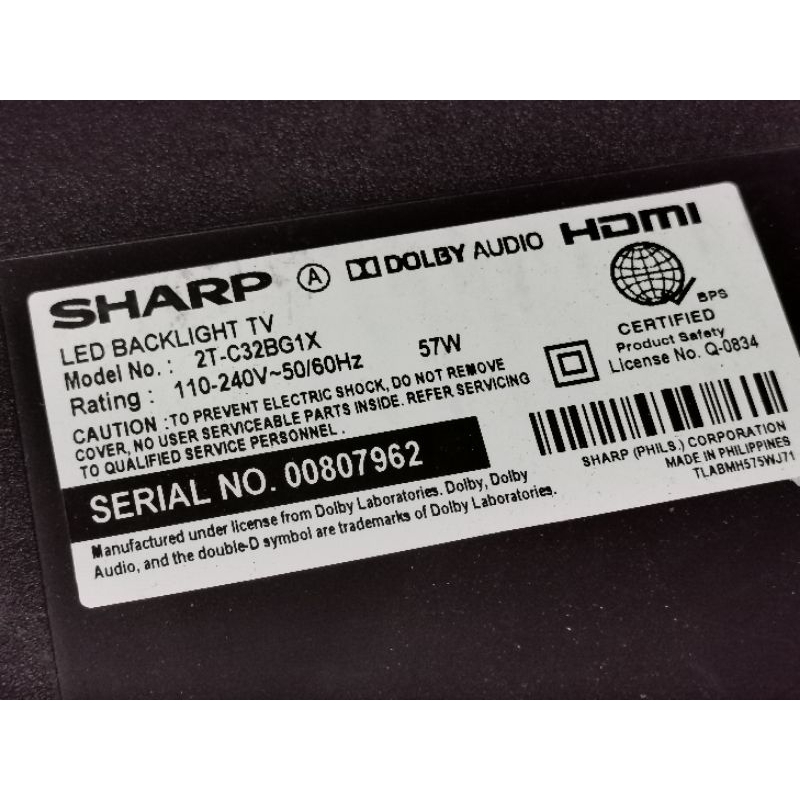 SHARP A DOLBY AUDIO HDMI
LED BACKLIGHT TV
Model No. : 2T-C32BG1X
Rating : 110-240V~50/60Hz 57W
CAUTION :TO PREVENT ELECTRIC SHOCK, DO NOT REMOVE
COVER, NO USER SERVICEABLE PARTS INSIDE. REFER SERVICING
TO QUALIFIED SERVICE PERSONNEL .
SERIAL NO. 00807962
Manufactured under license from Dolby Laboratories. Dolby, Dolby
Audio, and the double-D symbol are trademarks of Dolby Laboratories.
BPS
CERTIFIED
Product Safety
License No. Q-0834
SHARP (PHILS.) CORPORATION
MADE IN PHILIPPINES
TLABMH575WJ71